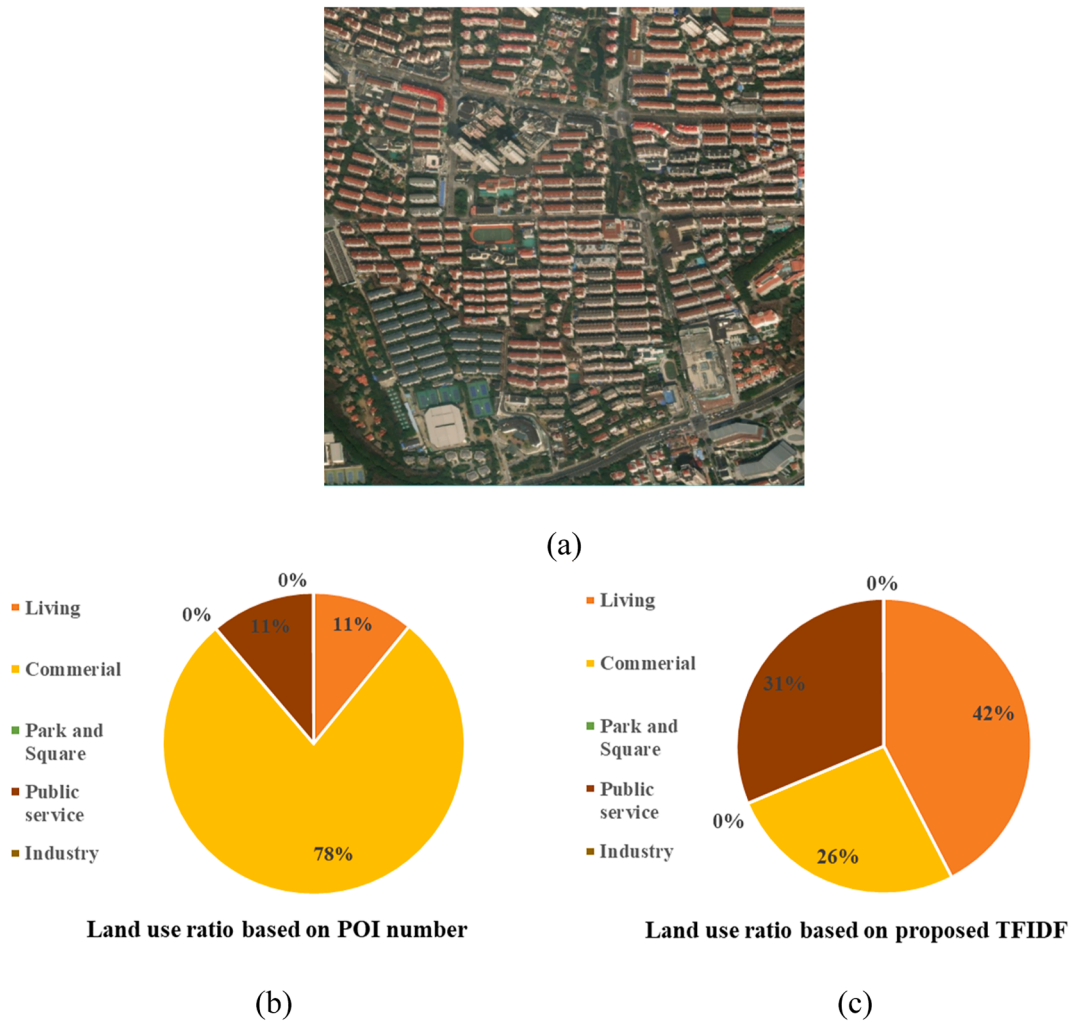 (a)
Living
Commerial
Park and
Square
Public
service
Industry
0%
0%
11%
11%
78%
Land use ratio based on POI number
(b)
Living
Commerial
Park and
Square
Public
service
Industry
0%
31%
42%
0%
26%
Land use ratio based on proposed TFIDF
(c)